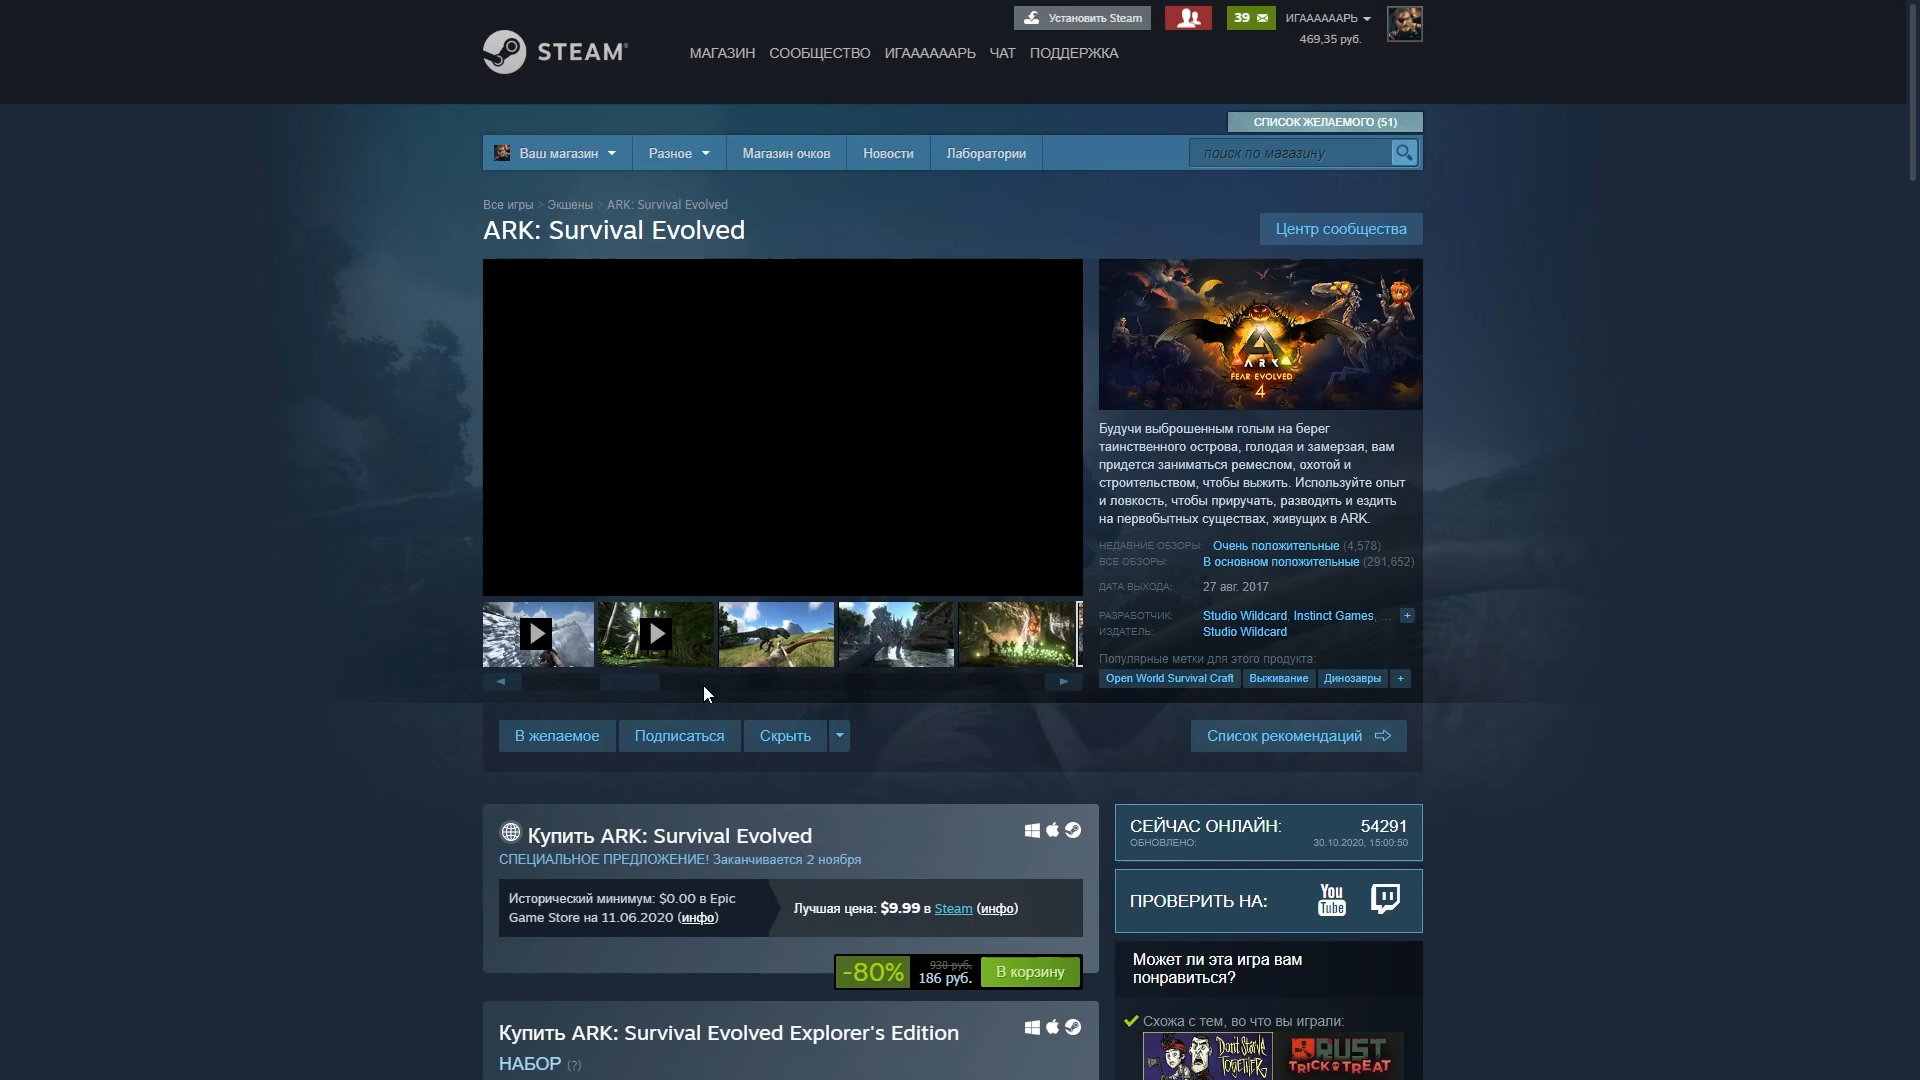 Установить Steam
39
ИГАААААAРЬ
469,35 руб.
STEAM
МАГАЗИН СООБЩЕСТВО ИГАААААAРЬ ЧАТ ПОДДЕРЖКА
СПИСОК ЖЕЛАЕМОГО (51)
Ваш магазин Разное Магазин очков Новости Лаборатории
поиск по магазину
Все игры > Экшены > ARK: Survival Evolved
ARK: Survival Evolved
Центр сообщества
ARK
FEAR EVOLVED
4
Будучи выброшенным голым на берег
таинственного острова, голодая и замерзая, вам
придется заниматься ремеслом, охотой и
строительством, чтобы выжить. Используйте опыт
и ловкость, чтобы приручать, разводить и ездить
на первобытных существах, живущих в ARK.
НЕДАВНИЕ ОБЗОРЫ: Очень положительные (4,578)
ВСЕ ОБЗОРЫ: В основном положительные (291,652)
ДАТА ВЫХОДА: 27 авг. 2017
РАЗРАБОТЧИК: Studio Wildcard, Instinct Games, ... +
ИЗДАТЕЛЬ: Studio Wildcard
Популярные метки для этого продукта:
Open World Survival Craft Выживание Динозавры +
В желаемое Подписаться Скрыть
Список рекомендаций
Купить ARK: Survival Evolved
СПЕЦИАЛЬНОЕ ПРЕДЛОЖЕНИЕ! Заканчивается 2 ноября
Исторический минимум: $0.00 в Epic
Game Store на 11.06.2020 (инфо)
Лучшая цена: $9.99 в Steam (инфо)
-80%
930 руб.
186 руб.
В корзину
Купить ARK: Survival Evolved Explorer's Edition
НАБОР (?)
СЕЙЧАС ОНЛАЙН: 54291
ОБНОВЛЕНО: 30.10.2020, 15:00:50
ПРОВЕРИТЬ НА:
You
Tube
Может ли эта игра вам
понравиться?
Схожа с тем, во что вы играли:
Don't Starve
TOGETHER
RUST
TRICK OR TREAT